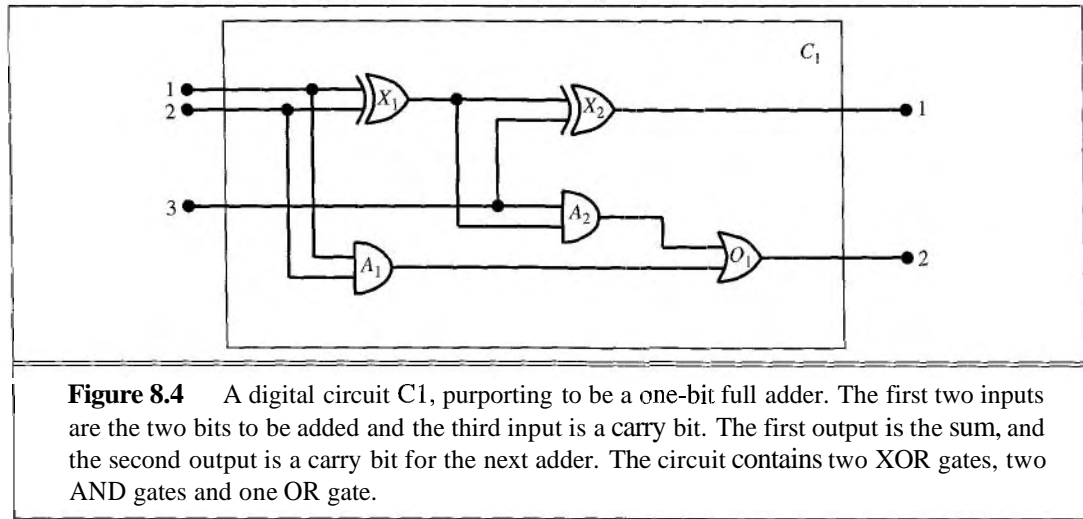 C1
1
X1
X2
1
2
3
A2
A1
O1
2
Figure 8.4 A digital circuit C1, purporting to be a one-bit full adder. The first two inputs
are the two bits to be added and the third input is a carry bit. The first output is the sum, and
the second output is a carry bit for the next adder. The circuit contains two XOR gates, two
AND gates and one OR gate.